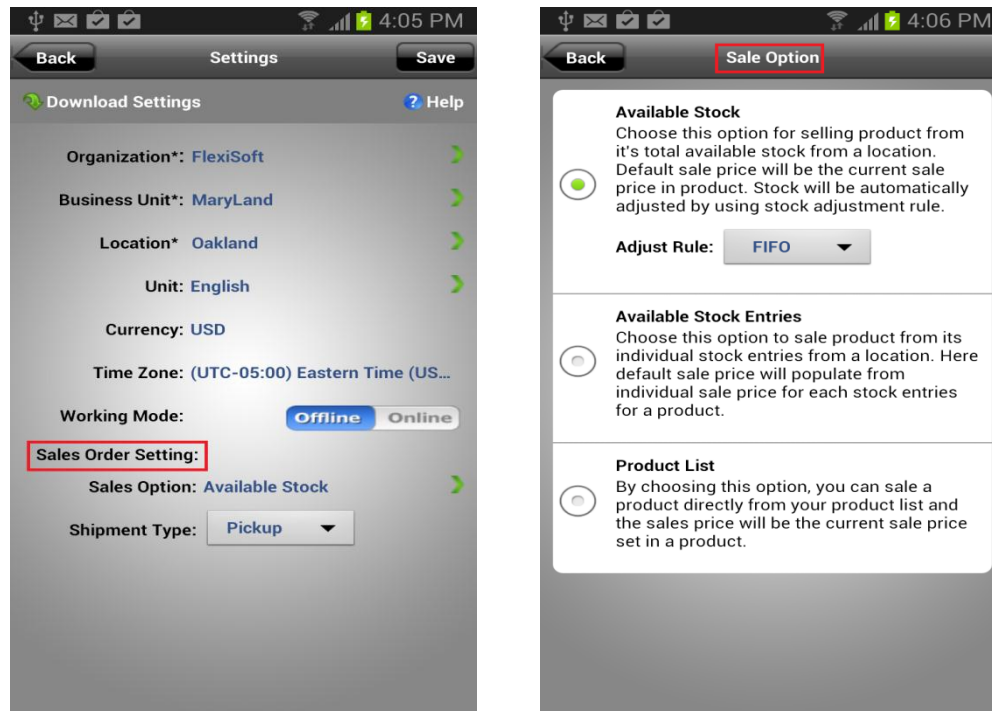 4:05 PM
Back Settings Save
Download Settings ? Help
Organization*: FlexiSoft
Business Unit*: MaryLand
Location* Oakland
Unit: English
Currency: USD
Time Zone: (UTC-05:00) Eastern Time (US...
Working Mode: Offline Online
Sales Order Setting:
Sales Option: Available Stock
Shipment Type: Pickup
4:06 PM
Back Sale Option
Available Stock
Choose this option for selling product from
it's total available stock from a location.
Default sale price will be the current sale
price in product. Stock will be automatically
adjusted by using stock adjustment rule.
Adjust Rule: FIFO
Available Stock Entries
Choose this option to sale product from its
individual stock entries from a location. Here
default sale price will populate from
individual sale price for each stock entries
for a product.
Product List
By choosing this option, you can sale a
product directly from your product list and
the sales price will be the current sale price
set in a product.